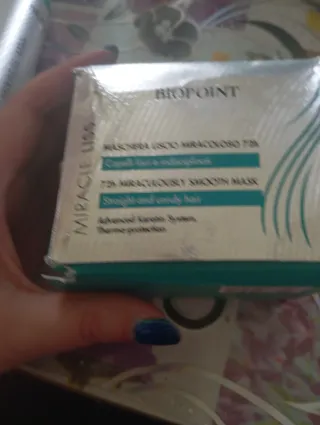 BIOPOINT
MIRACLE LISS
MASCHERA LISCIO MIRACOLOSO 72h
Capelli lisci e indisciplinati
72h MIRACULOUSLY SMOOTH MASK
Straight and unruly hair
Advanced Keratin System,
Thermo-protection.